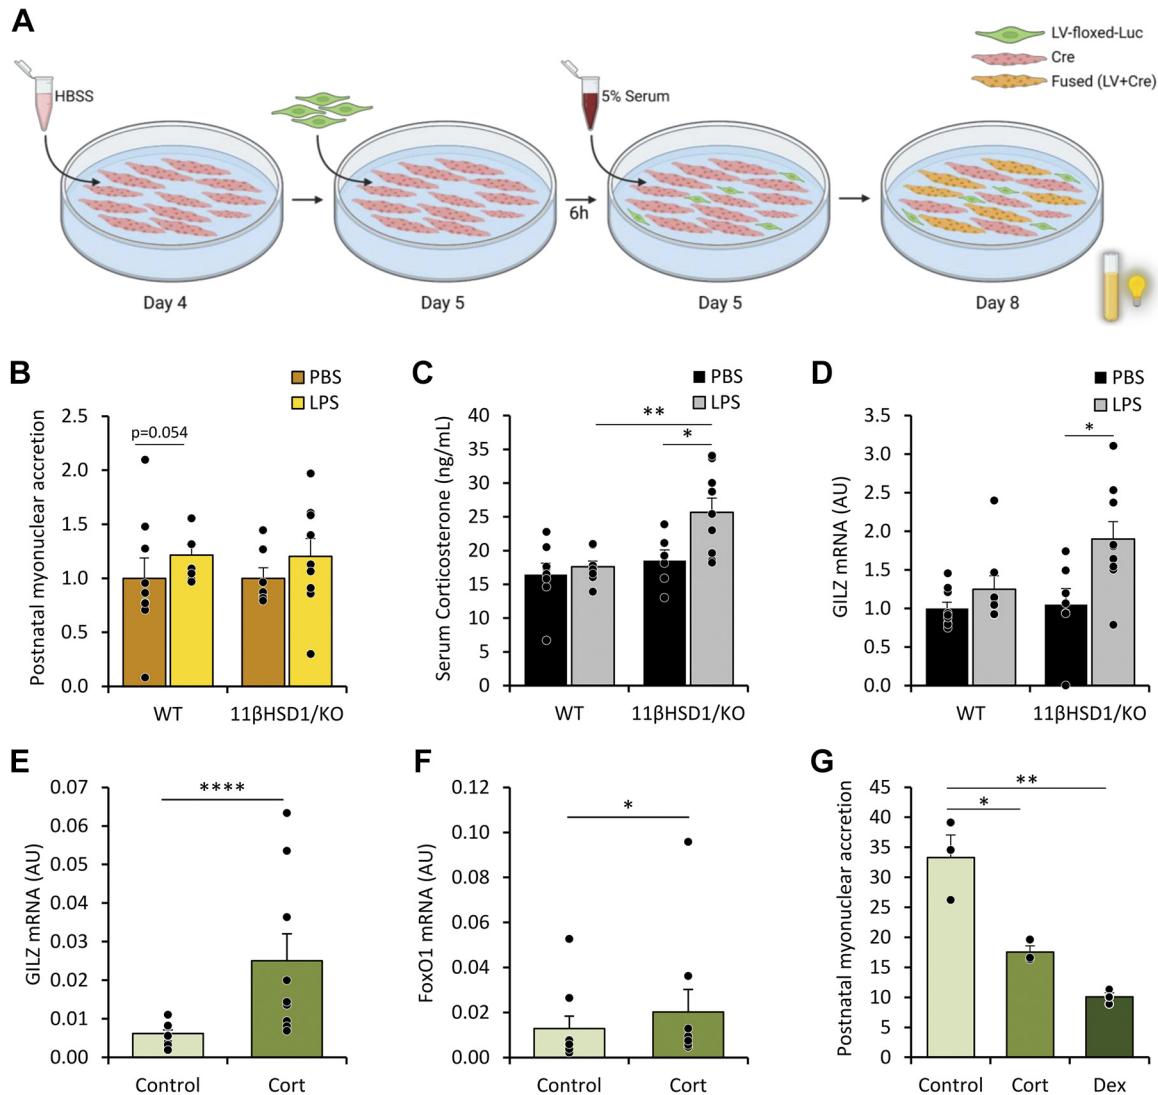 A
LV-floxed-Luc
Cre
Fused (LV+Cre)
HBSS
5% Serum
6h
Day 4
Day 5
Day 5
Day 8
B
PBS
LPS
Postnatal myonuclear accretion
2.5
2.0
1.5
1.0
0.5
0.0
p=0.054
WT
11βHSD1/KO
C
PBS
LPS
Serum Corticosterone (ng/mL)
40
35
30
25
20
15
10
5
0
**
*
WT
11βHSD1/KO
D
PBS
LPS
GILZ mRNA (AU)
3.5
3.0
2.5
2.0
1.5
1.0
0.5
0.0
*
WT
11βHSD1/KO
E
GILZ mRNA (AU)
0.07
0.06
0.05
0.04
0.03
0.02
0.01
0.00
****
Control
Cort
F
FoxO1 mRNA (AU)
0.12
0.10
0.08
0.06
0.04
0.02
0.00
*
Control
Cort
G
Postnatal myonuclear accretion
45
40
35
30
25
20
15
10
5
0
**
*
Control
Cort
Dex